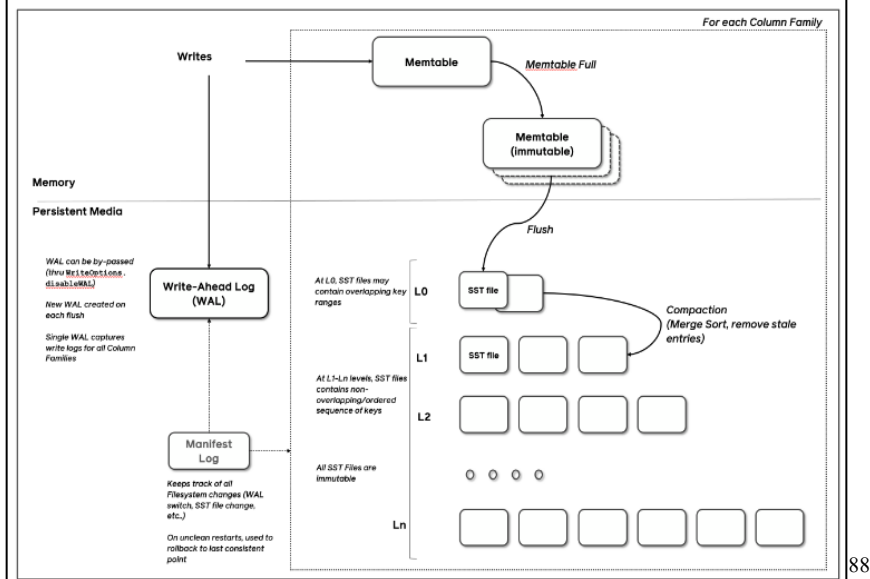 For each Column Family
Writes
Memtable
Memtable Full
Memtable
(immutable)
Memory
Persistent Media
Flush
WAL can be by-passed
(thru WriteOptions.
disableWAL)
New WAL created on
each flush
Single WAL captures
write logs for all Column
Families
Write-Ahead Log
(WAL)
At L0, SST files may
contain overlapping key
ranges
L0
SST file
Compaction
(Merge Sort, remove stale
entries)
L1
SST file
At L1-Ln levels, SST files
contains non-
overlapping/ordered
sequence of keys
L2
Manifest
Log
All SST Files are
immutable
Keeps track of all
Filesystem changes (WAL
switch, SST file change,
etc..)
On unclean restarts, used to
rollback to last consistent
point
Ln
88